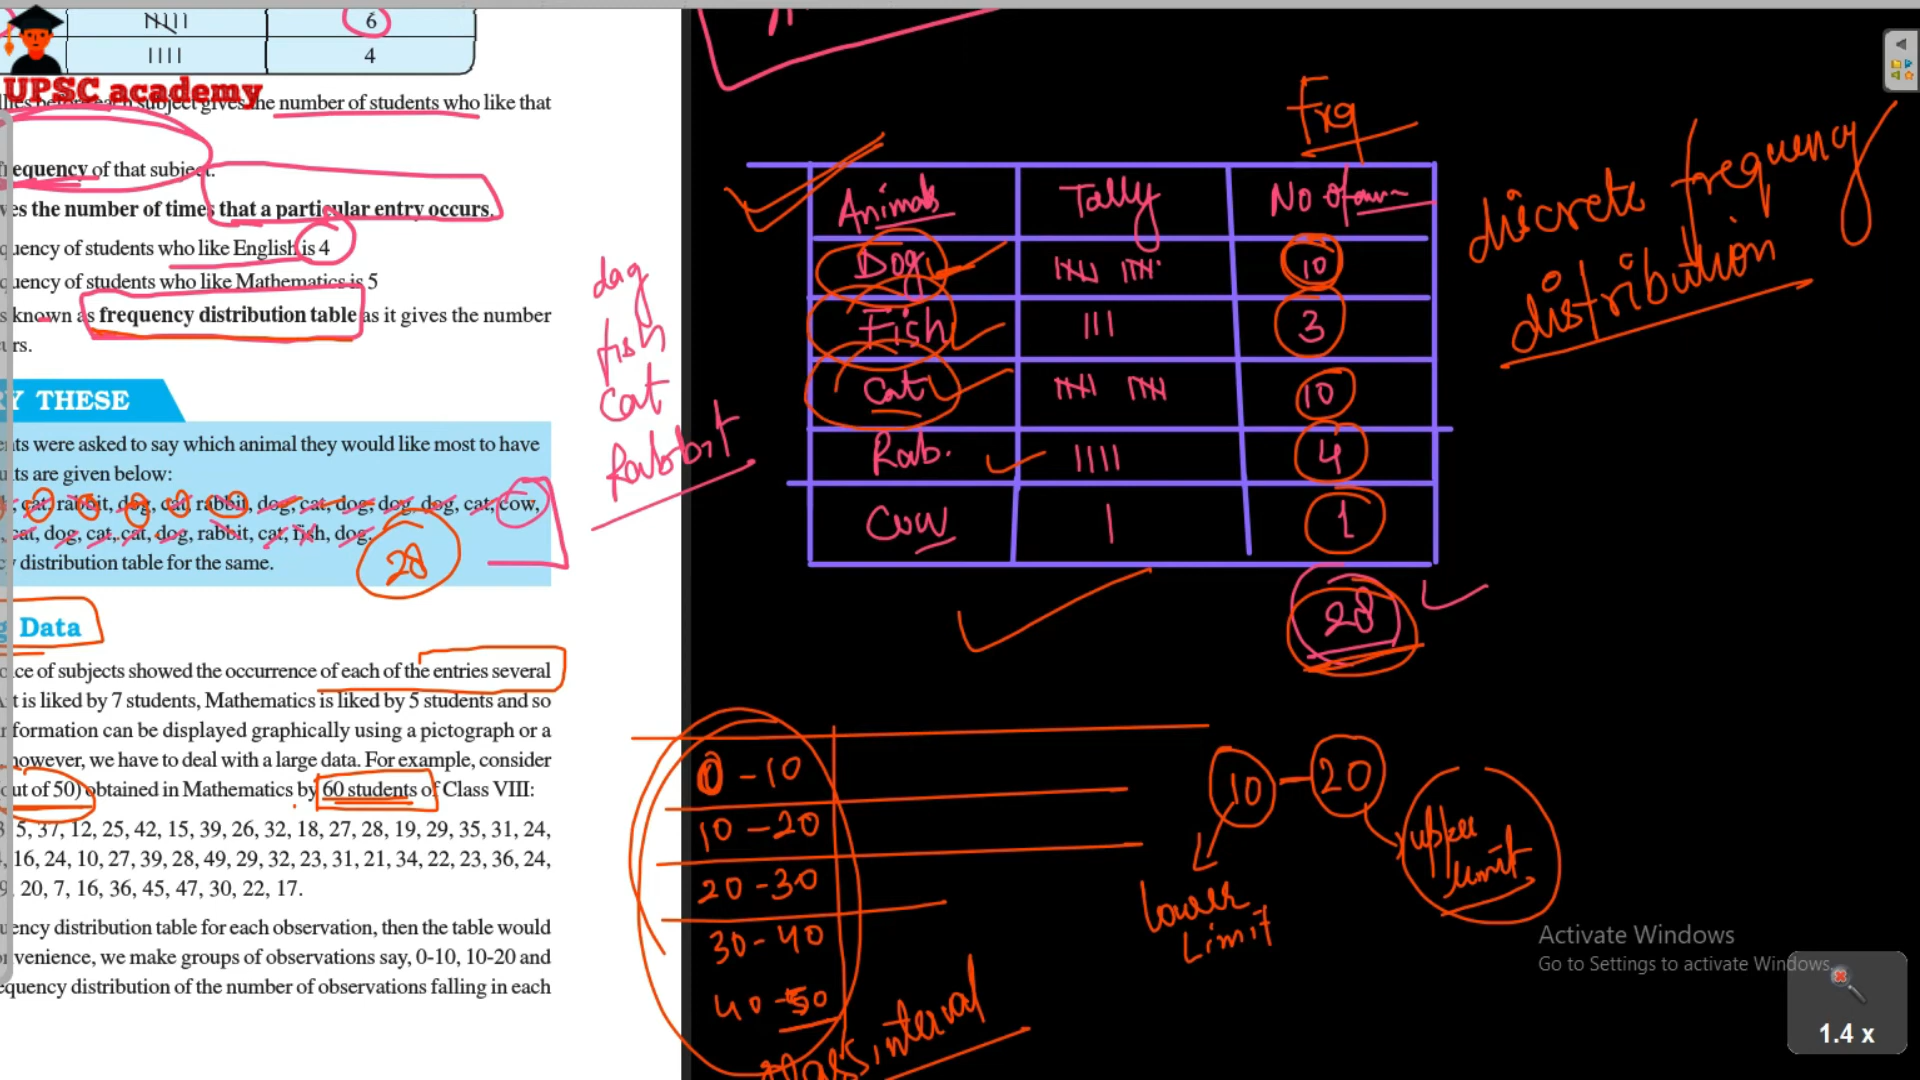 6
4
UPSC academy
before each subject gives the number of students who like that
frequency of that subject.
ves the number of times that a particular entry occurs.
quency of students who like English is 4
uency of students who like Mathematics is 5
s known as frequency distribution table as it gives the number
urs.
Y THESE
ents were asked to say which animal they would like most to have
ts are given below:
, cat, rabbit, dog, cat, rabbit, dog, cat, dog, dog, dog, cat, cow,
, cat, dog, cat, cat, dog, rabbit, cat, fish, dog.
cy distribution table for the same.
28
g Data
ice of subjects showed the occurrence of each of the entries several
t is liked by 7 students, Mathematics is liked by 5 students and so
formation can be displayed graphically using a pictograph or a
however, we have to deal with a large data. For example, consider
out of 50) obtained in Mathematics by 60 students of Class VIII:
5, 37, 12, 25, 42, 15, 39, 26, 32, 18, 27, 28, 19, 29, 35, 31, 24,
, 16, 24, 10, 27, 39, 28, 49, 29, 32, 23, 31, 21, 34, 22, 23, 36, 24,
9, 20, 7, 16, 36, 45, 47, 30, 22, 17.
uency distribution table for each observation, then the table would
venience, we make groups of observations say, 0-10, 10-20 and
equency distribution of the number of observations falling in each
dog
fish
cat
Rabbit
Frq
Animals Tally No of
Dog 10
Fish 3
Cat 10
Rab. 4
Cow 1
28
discrete frequency
distribution
0-10
10-20
20-30
30-40
40-50
class interval
10-20
Lower
Limit
upper
limit
Activate Windows
Go to Settings to activate Windows.
1.4 x